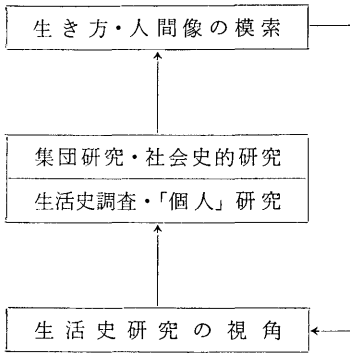 生き方・人間像の模索
集団研究・社会史的研究
生活史調査・「個人」研究
生活史研究の視角